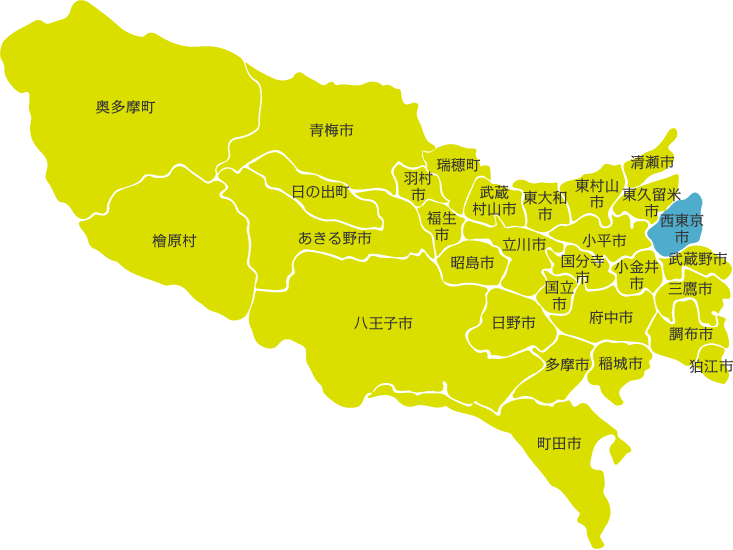 奥多摩町
青梅市
瑞穂町
清瀬市
羽村
市
日の出町
武蔵
村山市
東大和
市
東村山
市
東久留米
市
西東京
市
檜原村
あきる野市
福生
市
立川市
小平市
昭島市
国分寺
市
小金井
市
武蔵野市
国立
市
三鷹市
八王子市
日野市
府中市
調布市
多摩市
稲城市
狛江市
町田市